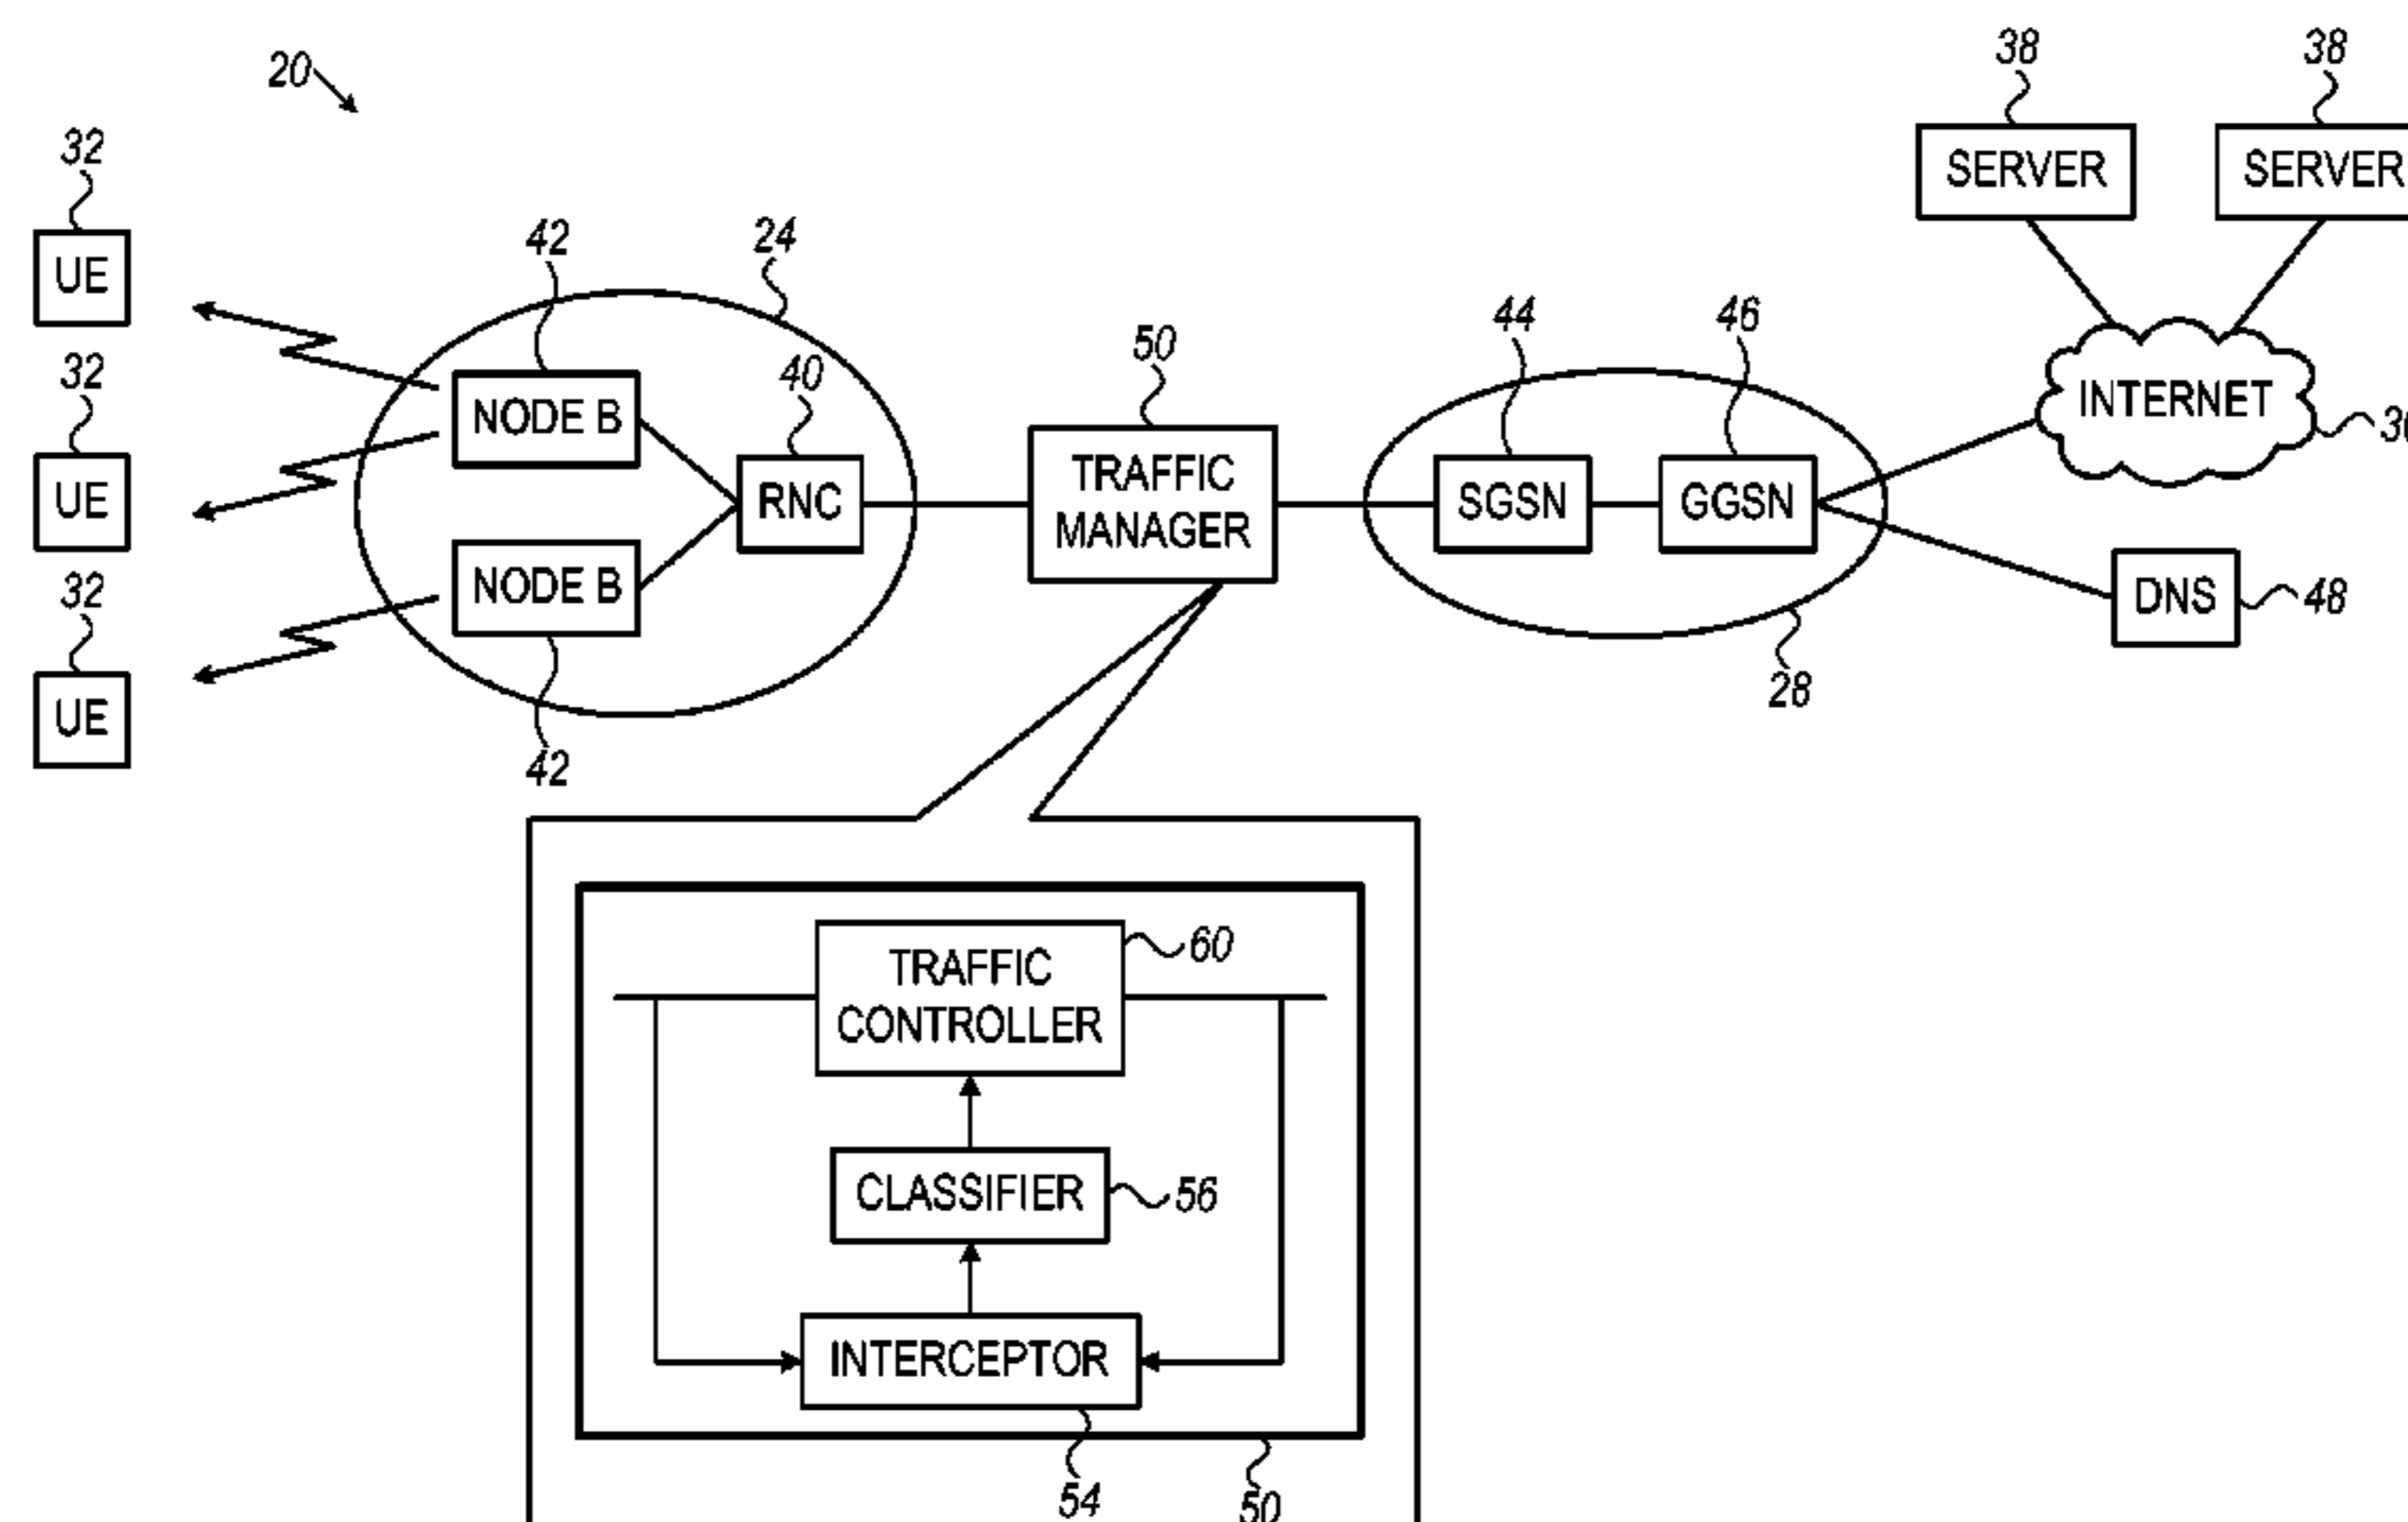 20
38
38
SERVER
SERVER
32
UE
42
24
NODE B
40
RNC
50
TRAFFIC
MANAGER
44
46
SGSN
GGSN
INTERNET
32
UE
NODE B
DNS
48
28
32
UE
42
TRAFFIC
CONTROLLER
60
CLASSIFIER
56
INTERCEPTOR
54
50